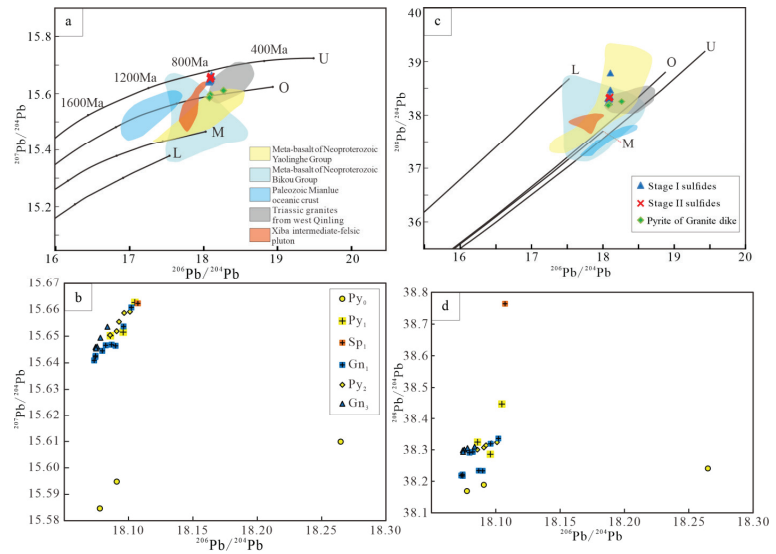 a
15.8
15.6
15.4
15.2
²⁰⁷Pb/²⁰⁴Pb
1600Ma
1200Ma
800Ma
400Ma
U
O
M
L
Meta-basalt of Neoproterozoic
Yaolinghe Group
Meta-basalt of Neoproterozoic
Bikou Group
Paleozoic Mianlue
oceanic crust
Triassic granites
from west Qinling
Xiba intermediate-felsic
pluton
16 17 18 19 20
²⁰⁶Pb/²⁰⁴Pb
c
41
40
39
38
37
36
²⁰⁸Pb/²⁰⁴Pb
L
O
U
M
Stage I sulfides
Stage II sulfides
Pyrite of Granite dike
16 17 18 19 20
²⁰⁶Pb/²⁰⁴Pb
b
15.67
15.66
15.65
15.64
15.63
15.62
15.61
15.60
15.59
15.58
²⁰⁷Pb/²⁰⁴Pb
Py₀
Py₁
Sp₁
Gn₁
Py₂
Gn₃
18.10 18.15 18.20 18.25 18.30
²⁰⁶Pb/²⁰⁴Pb
d
38.8
38.7
38.6
38.5
38.4
38.3
38.2
38.1
²⁰⁸Pb/²⁰⁴Pb
18.10 18.15 18.20 18.25 18.30
²⁰⁶Pb/²⁰⁴Pb